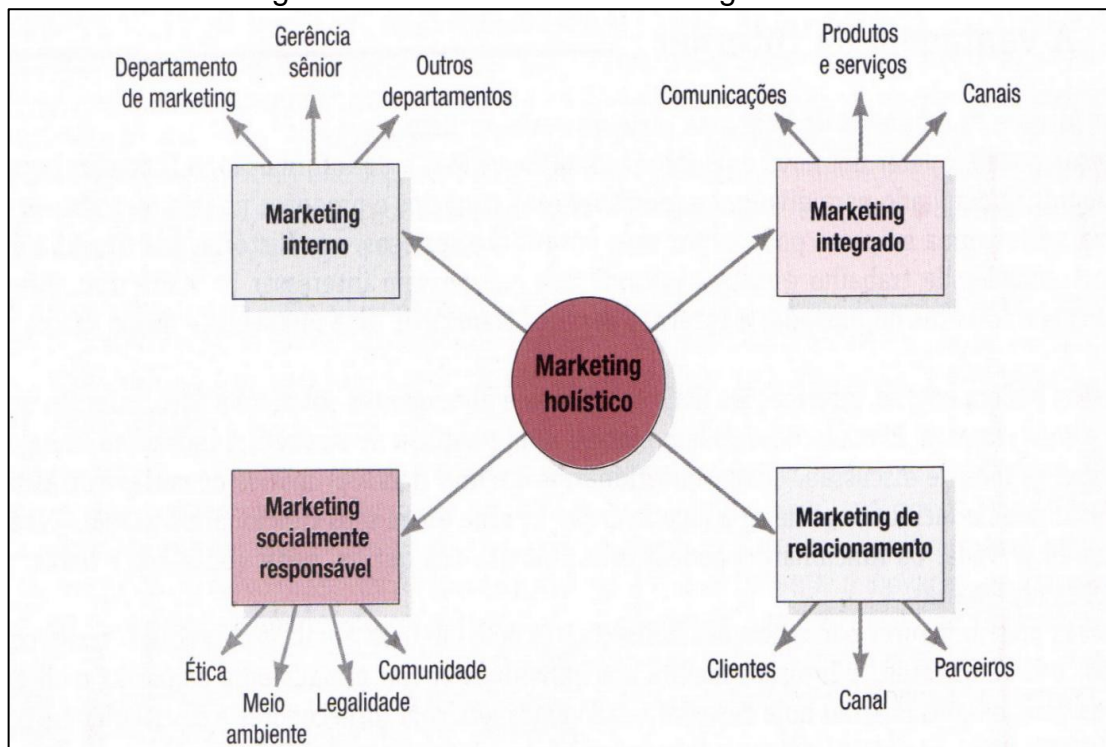 Gerência
sênior
Departamento
de marketing
Outros
departamentos
Produtos
e serviços
Comunicações
Canais
Marketing
interno
Marketing
integrado
Marketing
holístico
Marketing
socialmente
responsável
Marketing de
relacionamento
Ética
Meio
ambiente
Legalidade
Comunidade
Clientes
Canal
Parceiros